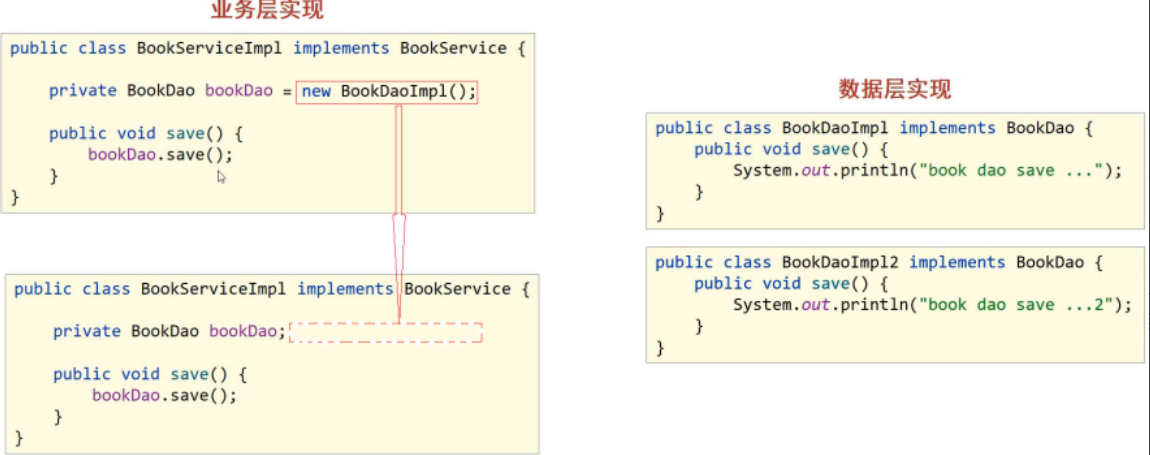 业务层实现
public class BookServiceImpl implements BookService {
private BookDao bookDao = new BookDaoImpl();
public void save() {
bookDao.save();
}
}
public class BookServiceImpl implements BookService {
private BookDao bookDao;
public void save() {
bookDao.save();
}
}
数据层实现
public class BookDaoImpl implements BookDao {
public void save() {
System.out.println("book dao save ...");
}
}
public class BookDaoImpl2 implements BookDao {
public void save() {
System.out.println("book dao save ...2");
}
}